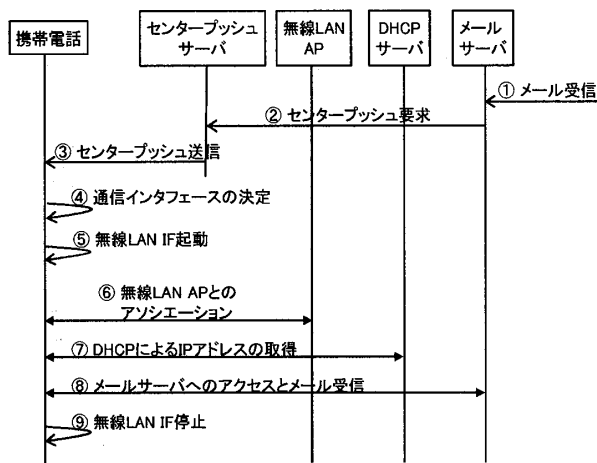 携帯電話
センタープッシュ
サーバ
無線LAN
AP
DHCP
サーバ
メール
サーバ
① メール受信
② センタープッシュ要求
③ センタープッシュ送信
④ 通信インタフェースの決定
⑤ 無線LAN IF起動
⑥ 無線LAN APとの
アソシエーション
⑦ DHCPによるIPアドレスの取得
⑧ メールサーバへのアクセスとメール受信
⑨ 無線LAN IF停止